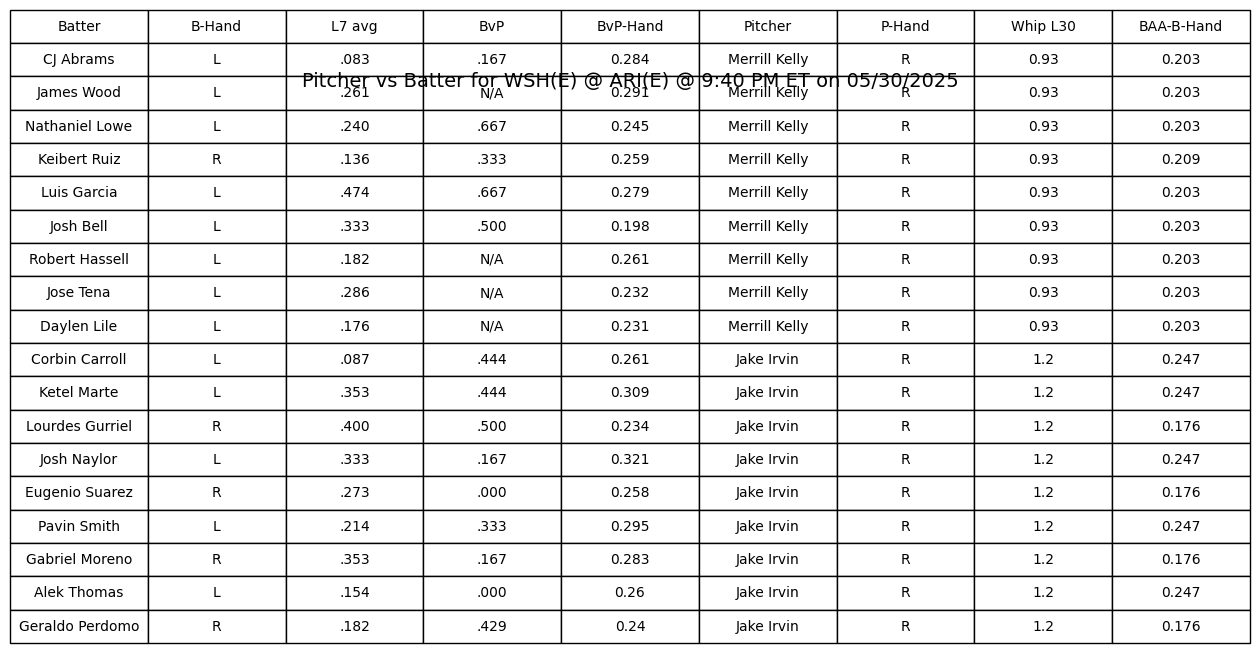 Batter B-Hand L7 avg BvP BvP-Hand Pitcher P-Hand Whip L30 BAA-B-Hand
CJ Abrams L .083 .167 0.284 Merrill Kelly R 0.93 0.203
Pitcher vs Batter for WSH(E) @ ARI(E) @ 9:40 PM ET on 05/30/2025
James Wood L .261 N/A 0.291 Merrill Kelly R 0.93 0.203
Nathaniel Lowe L .240 .667 0.245 Merrill Kelly R 0.93 0.203
Keibert Ruiz R .136 .333 0.259 Merrill Kelly R 0.93 0.209
Luis Garcia L .474 .667 0.279 Merrill Kelly R 0.93 0.203
Josh Bell L .333 .500 0.198 Merrill Kelly R 0.93 0.203
Robert Hassell L .182 N/A 0.261 Merrill Kelly R 0.93 0.203
Jose Tena L .286 N/A 0.232 Merrill Kelly R 0.93 0.203
Daylen Lile L .176 N/A 0.231 Merrill Kelly R 0.93 0.203
Corbin Carroll L .087 .444 0.261 Jake Irvin R 1.2 0.247
Ketel Marte L .353 .444 0.309 Jake Irvin R 1.2 0.247
Lourdes Gurriel R .400 .500 0.234 Jake Irvin R 1.2 0.176
Josh Naylor L .333 .167 0.321 Jake Irvin R 1.2 0.247
Eugenio Suarez R .273 .000 0.258 Jake Irvin R 1.2 0.176
Pavin Smith L .214 .333 0.295 Jake Irvin R 1.2 0.247
Gabriel Moreno R .353 .167 0.283 Jake Irvin R 1.2 0.176
Alek Thomas L .154 .000 0.26 Jake Irvin R 1.2 0.247
Geraldo Perdomo R .182 .429 0.24 Jake Irvin R 1.2 0.176